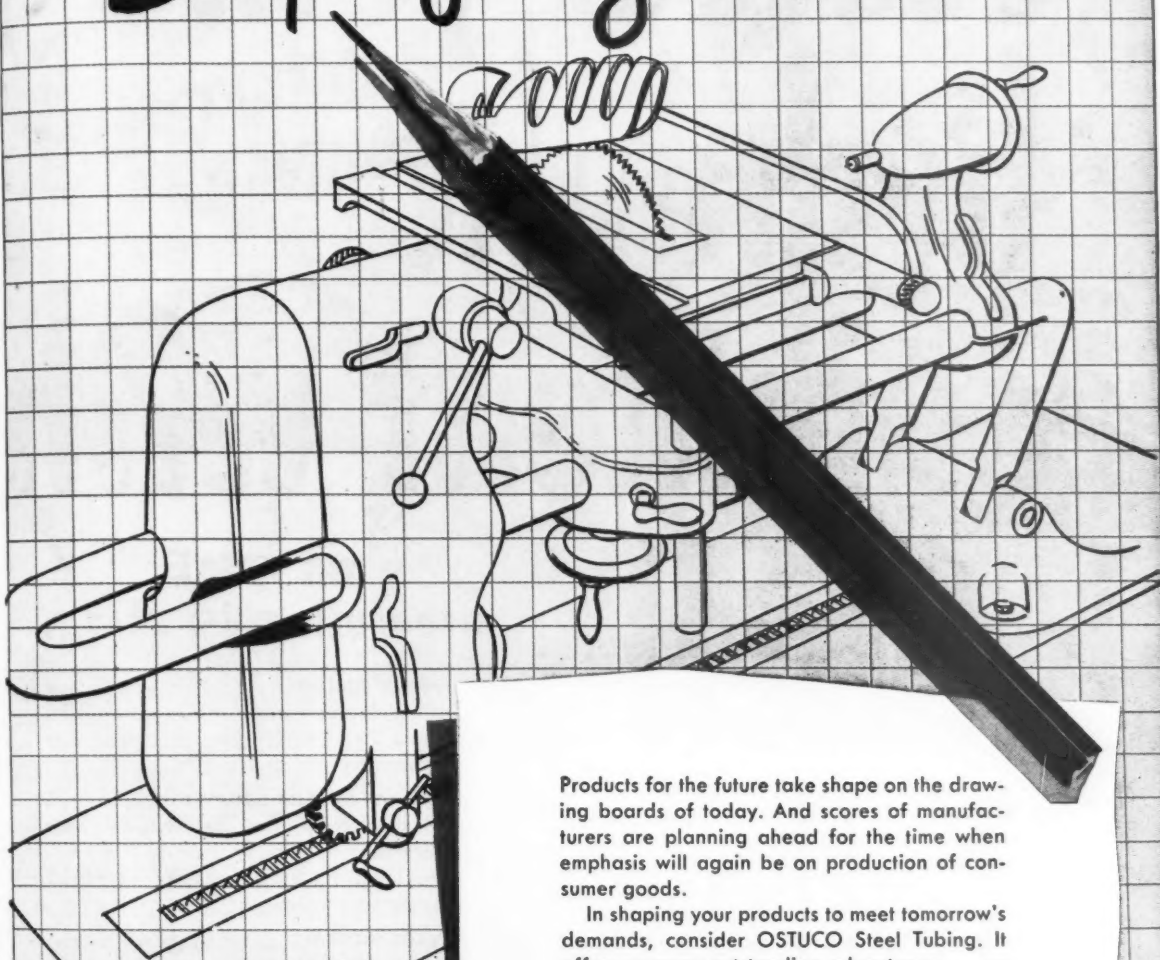 Products for the future take shape on the draw-
ing boards of today. And scores of manufac-
turers are planning ahead for the time when
emphasis will again be on production of con-
sumer goods.
In shaping your products to meet tomorrow's
demands, consider OSTUCO Steel Tubing. It